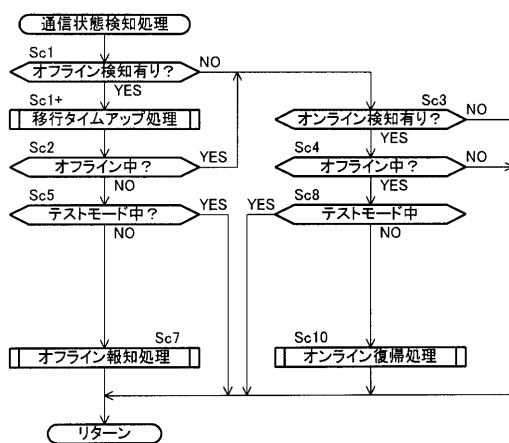 通信状態検知処理
Sc1
オフライン検知有り？
NO
YES
Sc1+
移行タイムアップ処理
Sc2
オフライン中？
YES
NO
Sc5
テストモード中？
YES
NO
Sc7
オフライン報知処理
リターン
Sc3
オンライン検知有り？
NO
YES
Sc4
オフライン中？
NO
YES
Sc8
テストモード中
YES
NO
Sc10
オンライン復帰処理